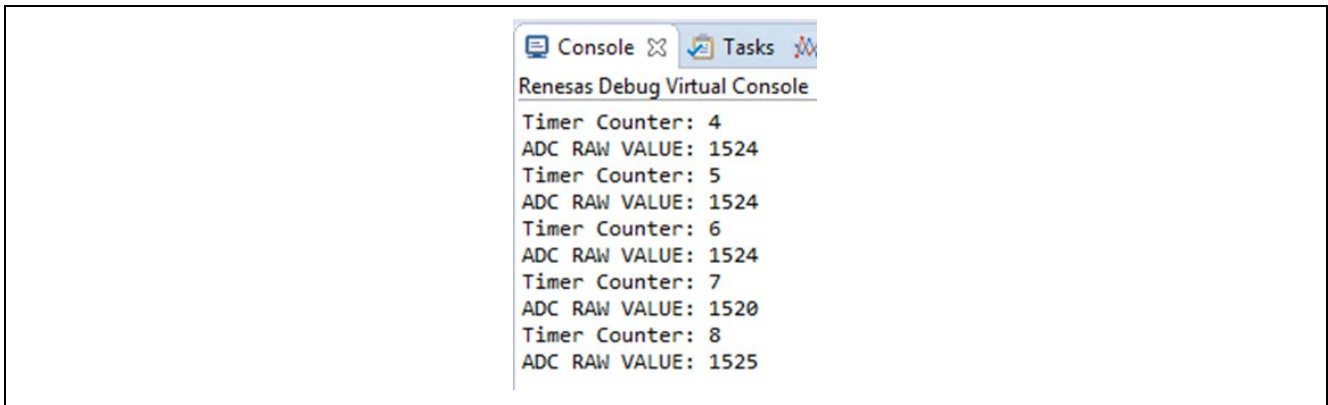 Console Tasks
Renesas Debug Virtual Console
Timer Counter: 4
ADC RAW VALUE: 1524
Timer Counter: 5
ADC RAW VALUE: 1524
Timer Counter: 6
ADC RAW VALUE: 1524
Timer Counter: 7
ADC RAW VALUE: 1520
Timer Counter: 8
ADC RAW VALUE: 1525